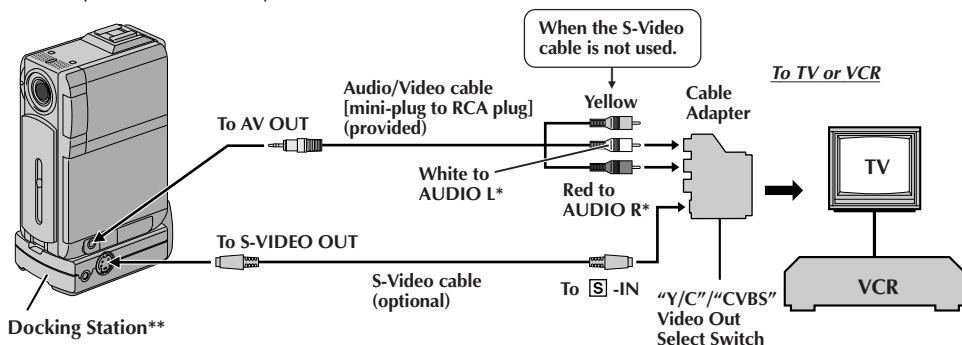 When the S-Video
cable is not used.
To TV or VCR
Audio/Video cable
[mini-plug to RCA plug]
(provided)
Yellow
Cable
Adapter
To AV OUT
White to
AUDIO L*
Red to
AUDIO R*
TV
To S-VIDEO OUT
S-Video cable
(optional)
To S -IN
"Y/C"/"CVBS"
Video Out
Select Switch
VCR
Docking Station**